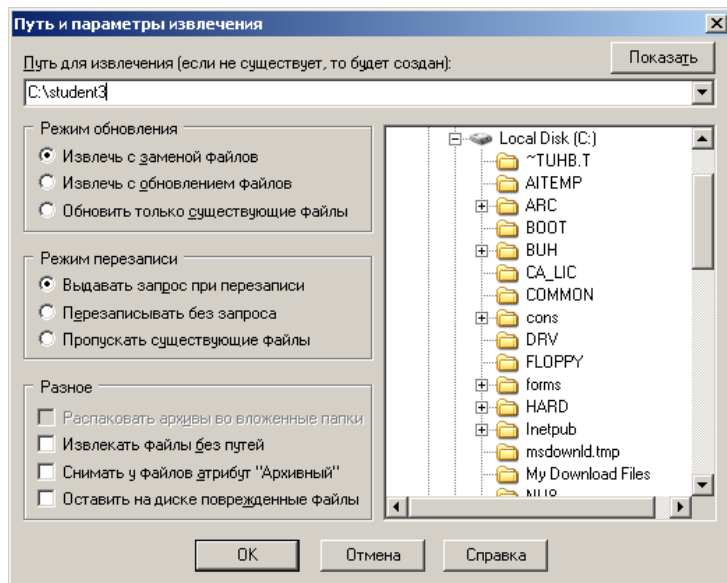 Путь и параметры извлечения
Путь для извлечения (если не существует, то будет создан):
Показать
C:\student3
Режим обновления
Извлечь с заменой файлов
Извлечь с обновлением файлов
Обновить только существующие файлы
Режим перезаписи
Выдавать запрос при перезаписи
Перезаписывать без запроса
Пропускать существующие файлы
Разное
Распаковать архивы во вложенные папки
Извлекать файлы без путей
Снимать у файлов атрибут "Архивный"
Оставить на диске поврежденные файлы
Local Disk (C:)
~TUHB.T
AITEMP
ARC
BOOT
BUH
CA_LIC
COMMON
cons
DRV
FLOPPY
forms
HARD
Inetpub
msdownld.tmp
My Download Files
OK
Отмена
Справка